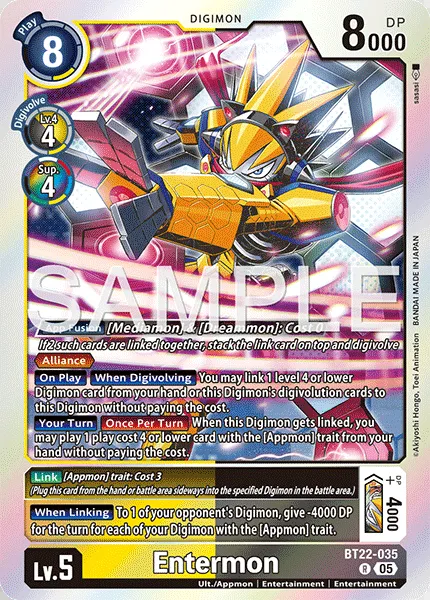 Play
8
DIGIMON
DP
8000
Digivolve
Lv.4
4
Sup.
4
sasasi
©Akiyoshi Hongo, Toei Animation BANDAI MADE IN JAPAN
SAMPLE
App Fusion [Mediamon] & [Dreammon]: Cost 0
If 2 such cards are linked together, stack the link card on top and digivolve
Alliance
On Play When Digivolving You may link 1 level 4 or lower
Digimon card from your hand or this Digimon's digivolution cards to
this Digimon without paying the cost.
Your Turn Once Per Turn When this Digimon gets linked, you
may play 1 play cost 4 or lower card with the [Appmon] trait from your
hand without paying the cost.
Link [Appmon] trait: Cost 3
(Plug this card from the hand or battle area sideways into the specified Digimon in the battle area.)
When Linking To 1 of your opponent's Digimon, give -4000 DP
for the turn for each of your Digimon with the [Appmon] trait.
DP
+
4000
Lv.5
Entermon
BT22-035
R 05
Ult./Appmon | Entertainment | Entertainment